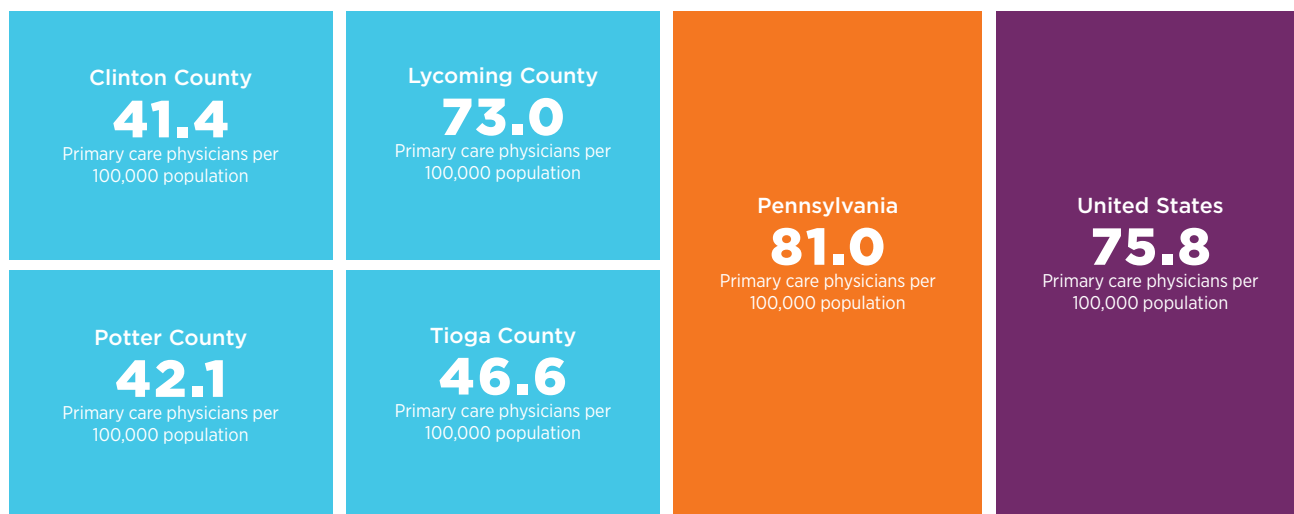 Clinton County
41.4
Primary care physicians per
100,000 population
Lycoming County
73.0
Primary care physicians per
100,000 population
Potter County
42.1
Primary care physicians per
100,000 population
Tioga County
46.6
Primary care physicians per
100,000 population
Pennsylvania
81.0
Primary care physicians per
100,000 population
United States
75.8
Primary care physicians per
100,000 population